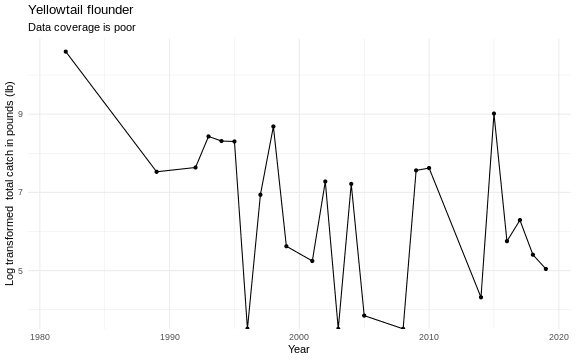 Yellowtail flounder
Data coverage is poor
Log transformed  total catch in pounds (lb)
9
7
5
1980
1990
2000
2010
2020
Year